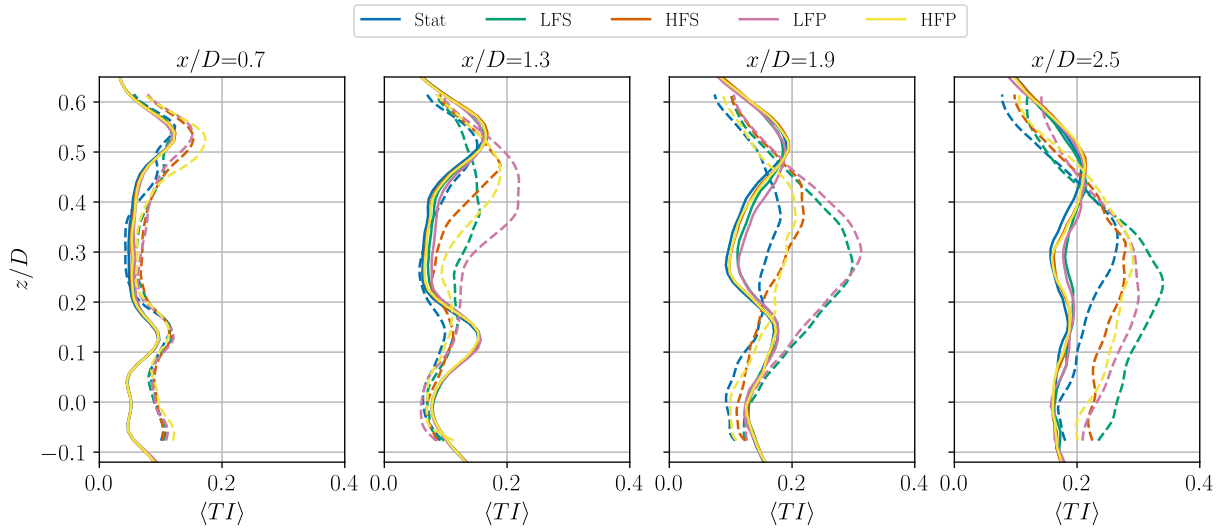 Stat LFS HFS LFP HFP
x/D=0.7 x/D=1.3 x/D=1.9 x/D=2.5
z/D
0.6
0.5
0.4
0.3
0.2
0.1
0.0
−0.1
0.0 0.2 0.4 0.0 0.2 0.4 0.0 0.2 0.4 0.0 0.2 0.4
⟨TI⟩ ⟨TI⟩ ⟨TI⟩ ⟨TI⟩